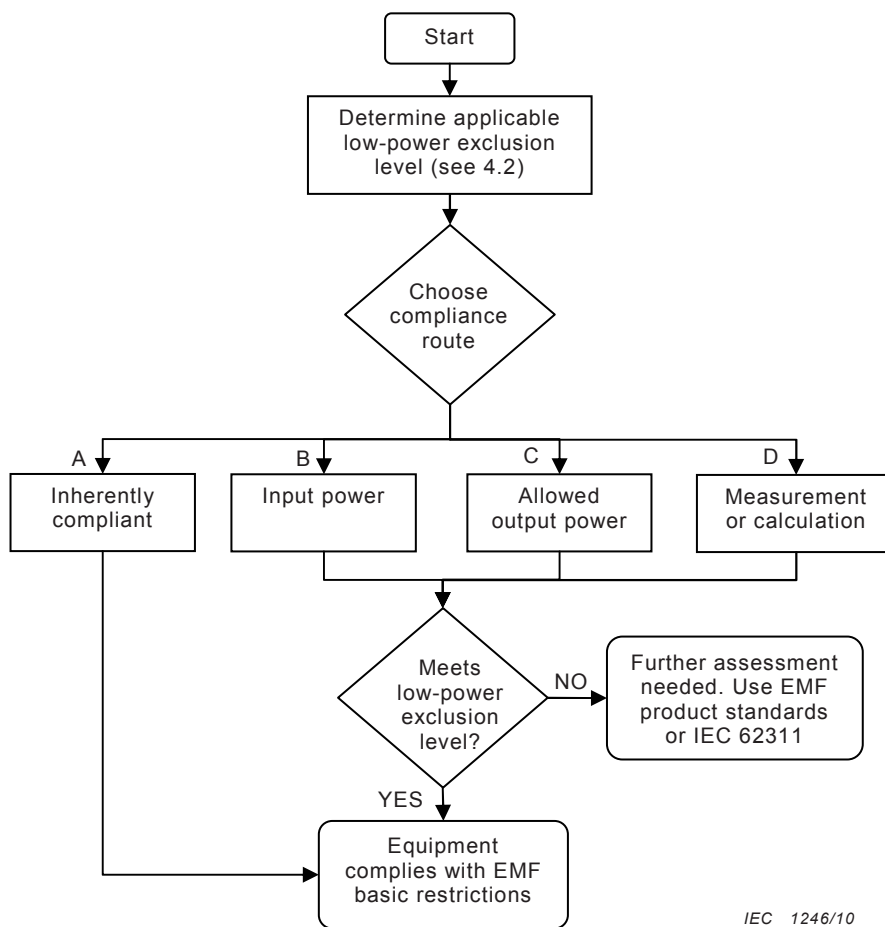 Start
Determine applicable
low-power exclusion
level (see 4.2)
Choose
compliance
route
A
B
C
D
Inherently
compliant
Input power
Allowed
output power
Measurement
or calculation
Meets
low-power
exclusion
level?
NO
Further assessment
needed. Use EMF
product standards
or IEC 62311
YES
Equipment
complies with EMF
basic restrictions
IEC 1246/10